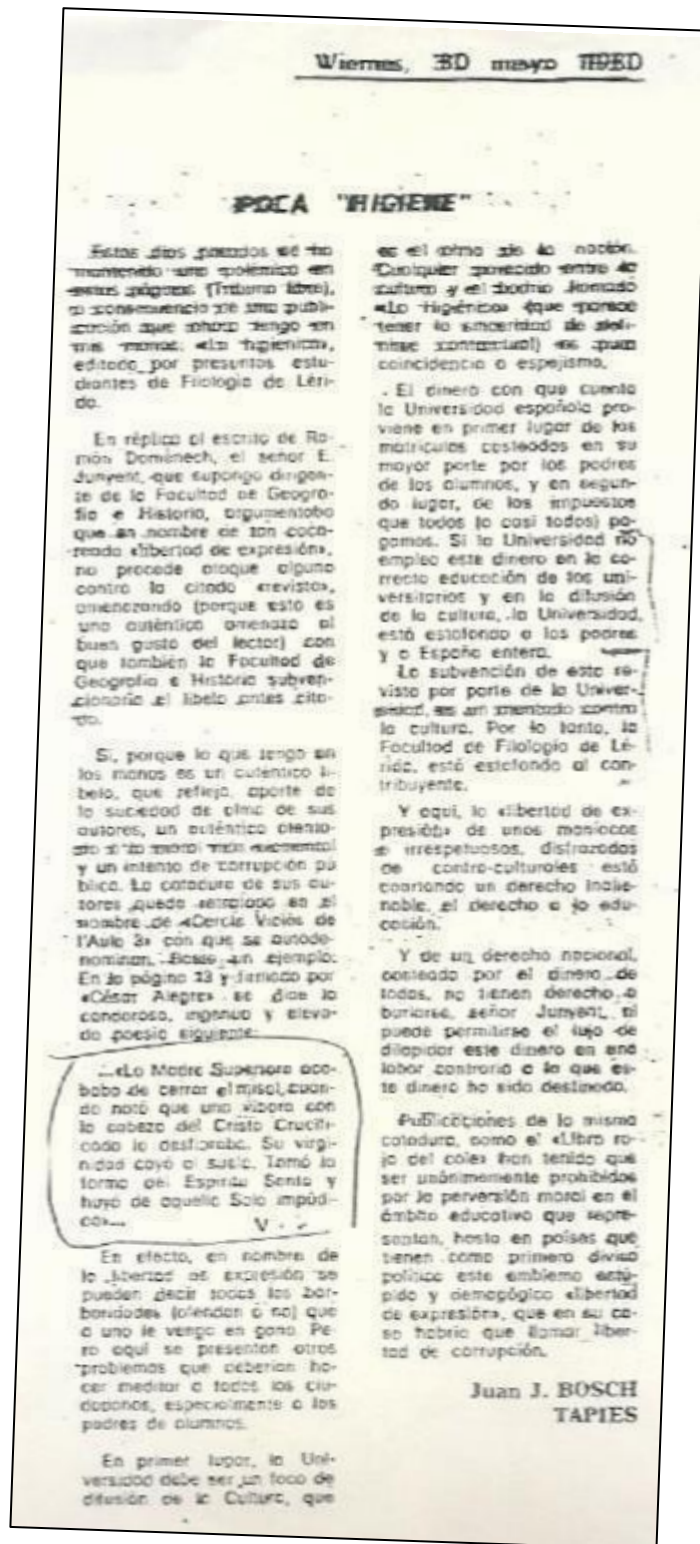 Viernes, 30 mayo 1980
POCA "HIGIENE"
Estos días pasados se ha
mantenido una polémica en
estas páginas (Tribuna libre),
a consecuencia de una publi-
cación que ahora tengo en
mis manos, «La higiénica»,
editada por presuntos estu-
diantes de Filología de Léri-
da.
En réplica al escrito de Ra-
món Doménech, el señor E.
Junyent, que supongo dirigen-
te de la Facultad de Geogra-
fía e Historia, argumentaba
que en nombre de tan caca-
reada «libertad de expresión»,
no procede ataque alguno
contra la citada «revista»,
amenazando (porque esto es
una auténtica amenaza al
buen gusto del lector) con
que también la Facultad de
Geografía e Historia subven-
cionaría el libelo antes cita-
do.
Sí, porque lo que tengo en
las manos es un auténtico li-
belo, que refleja, aparte de
la suciedad de alma de sus
autores, un auténtico atenta-
do a la moral más elemental
y un intento de corrupción pú
blica. La catadura de sus au-
tores queda retratada en el
nombre de «Cercle Viciós de
l'Aula 3» con que se autode-
nominan. Baste un ejemplo:
En la página 13 y firmado por
«César Alegre» se dice la
candorosa, ingenua y eleva-
da poesía siguiente:
...«La Madre Superiora aca-
baba de cerrar el misal, cuan-
do notó que una víbora con
la cabeza del Cristo Crucifi-
cado la desfloraba. Su virgi-
nidad cayó al suelo. Tomó la
forma del Espíritu Santo y
huyó de aquella Sala impúdi-
ca»...
En efecto, en nombre de
la libertad de expresión se
pueden decir todas las bar-
baridades (ofendan o no) que
a uno le venga en gana. Pe-
ro aquí se presentan otros
problemas que deberían ha-
cer meditar a todos los ciu-
dadanos, especialmente a los
padres de alumnos.
En primer lugar, la Uni-
versidad debe ser un foco de
difusión de la Cultura, que
es el alma de la nación.
Cualquier parecido entre la
cultura y el bodrio llamado
«La Higiénica» (que parece
tener la sinceridad de defi-
nirse contracultural) es pura
coincidencia o espejismo.
El dinero con que cuenta
la Universidad española pro-
viene en primer lugar de las
matrículas costeadas en su
mayor parte por los padres
de los alumnos, y en segun-
do lugar, de los impuestos
que todos (o casi todos) pa-
gamos. Si la Universidad no
emplea este dinero en la co-
rrecta educación de los uni-
versitarios y en la difusión
de la cultura, la Universidad,
está estafando a los padres
y a España entera.
La subvención de esta re-
vista por parte de la Univer-
sidad, es un atentado contra
la cultura. Por lo tanto, la
Facultad de Filología de Lé-
rida, está estafando al con-
tribuyente.
Y aquí, la «libertad de ex-
presión» de unos maníacos
e irrespetuosos, disfrazados
de contra-culturales está
coartando un derecho inalie-
nable, el derecho a la edu-
cación.
Y de un derecho nacional,
costeado por el dinero de
todos, no tienen derecho a
burlarse, señor Junyent, ni
puede permitirse el lujo de
dilapidar este dinero en una
labor contraria a la que es-
te dinero ha sido destinado.
Publicaciones de la misma
catadura, como el «Libro ro-
jo del cole» han tenido que
ser unánimemente prohibidas
por la perversión moral en el
ámbito educativo que repre-
sentan, hasta en países que
tienen como primera divisa
política este emblema estú-
pido y demagógico «libertad
de expresión», que en su ca-
so habría que llamar liber-
tad de corrupción.
Juan J. BOSCH
TAPIES